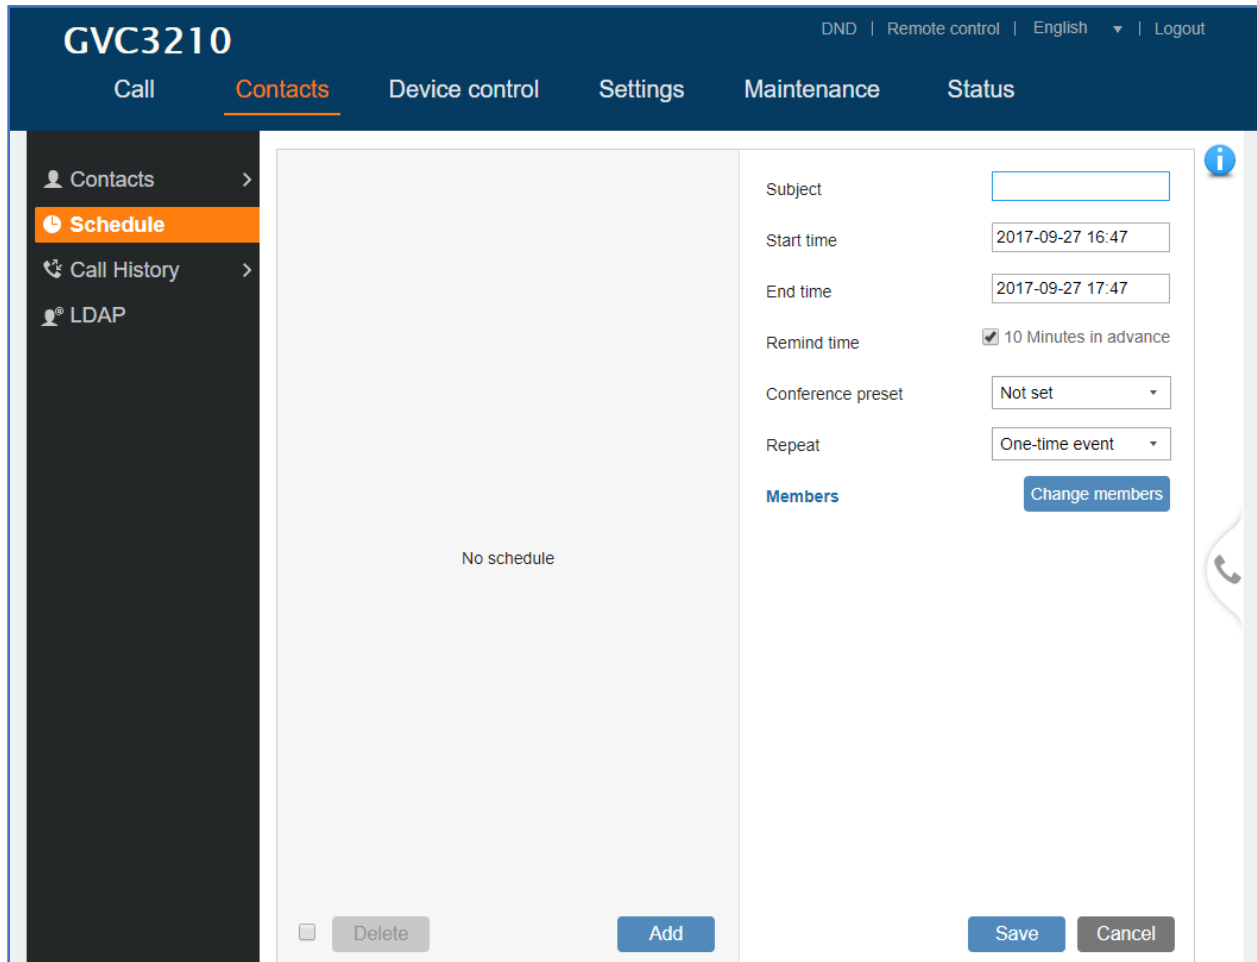 GVC3210
DND | Remote control | English | Logout
Call Contacts Device control Settings Maintenance Status
Contacts
Schedule
Call History
LDAP
No schedule
Delete Add
Subject
Start time 2017-09-27 16:47
End time 2017-09-27 17:47
Remind time 10 Minutes in advance
Conference preset Not set
Repeat One-time event
Members Change members
Save Cancel